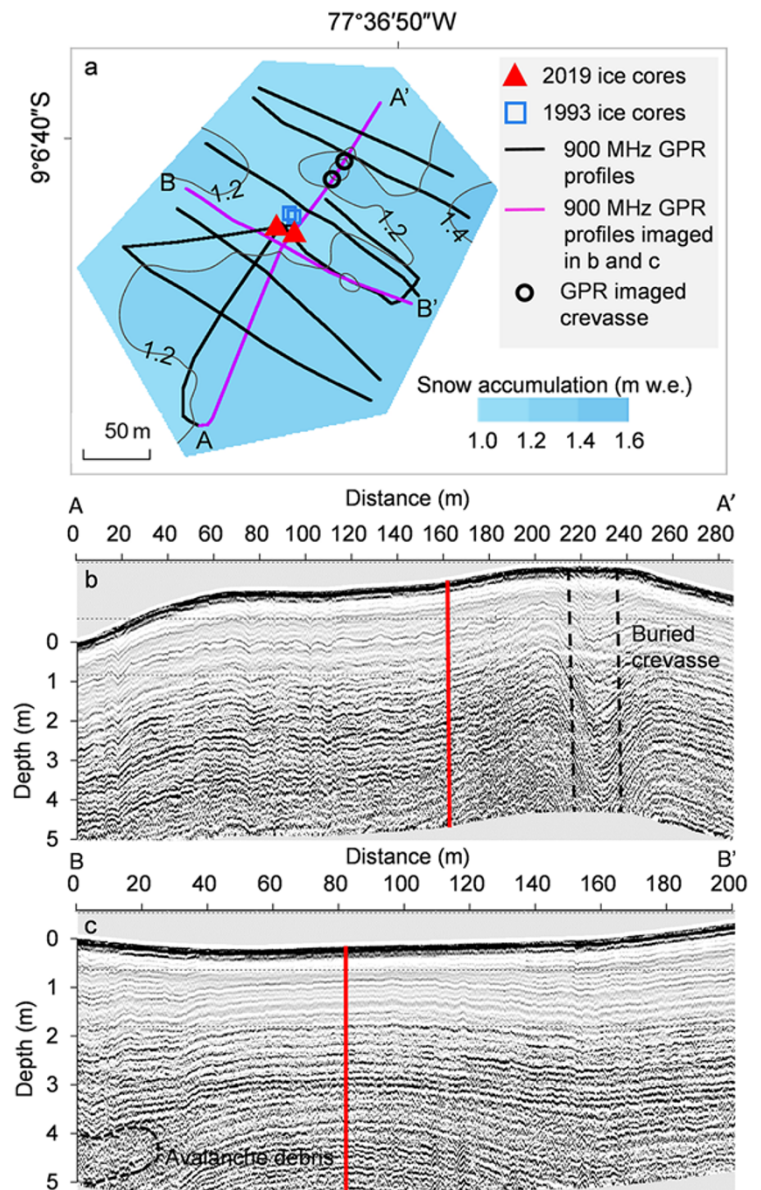 77°36′50″W
9°6′40″S
a
A'
B
1.2
1.2
1.4
B'
1.2
A
50 m
2019 ice cores
1993 ice cores
900 MHz GPR
profiles
900 MHz GPR
profiles imaged
in b and c
GPR imaged
crevasse
Snow accumulation (m w.e.)
1.0 1.2 1.4 1.6
A Distance (m) A′
0 20 40 60 80 100 120 140 160 180 200 220 240 260 280
b
Buried
crevasse
Depth (m)
0
1
2
3
4
5
B Distance (m) B′
0 20 40 60 80 100 120 140 160 180 200
c
Depth (m)
0
1
2
3
4
5
Avalanche debris